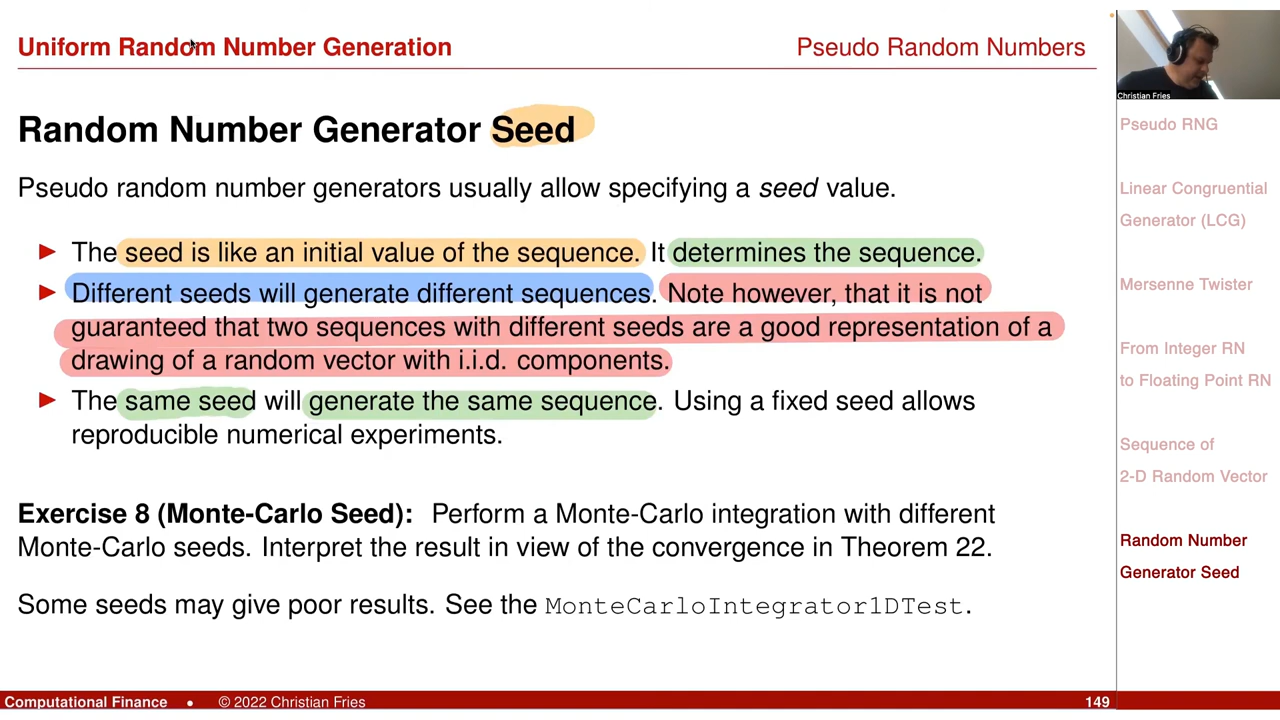 Uniform Random Number Generation
Pseudo Random Numbers
Random Number Generator Seed
Pseudo random number generators usually allow specifying a seed value.
► The seed is like an initial value of the sequence. It determines the sequence.
► Different seeds will generate different sequences. Note however, that it is not
guaranteed that two sequences with different seeds are a good representation of a
drawing of a random vector with i.i.d. components.
► The same seed will generate the same sequence. Using a fixed seed allows
reproducible numerical experiments.
Exercise 8 (Monte-Carlo Seed): Perform a Monte-Carlo integration with different
Monte-Carlo seeds. Interpret the result in view of the convergence in Theorem 22.
Some seeds may give poor results. See the MonteCarloIntegrator1DTest.
Christian Fries
Pseudo RNG
Linear Congruential
Generator (LCG)
Mersenne Twister
From Integer RN
to Floating Point RN
Sequence of
2-D Random Vector
Random Number
Generator Seed
Computational Finance • © 2022 Christian Fries
149